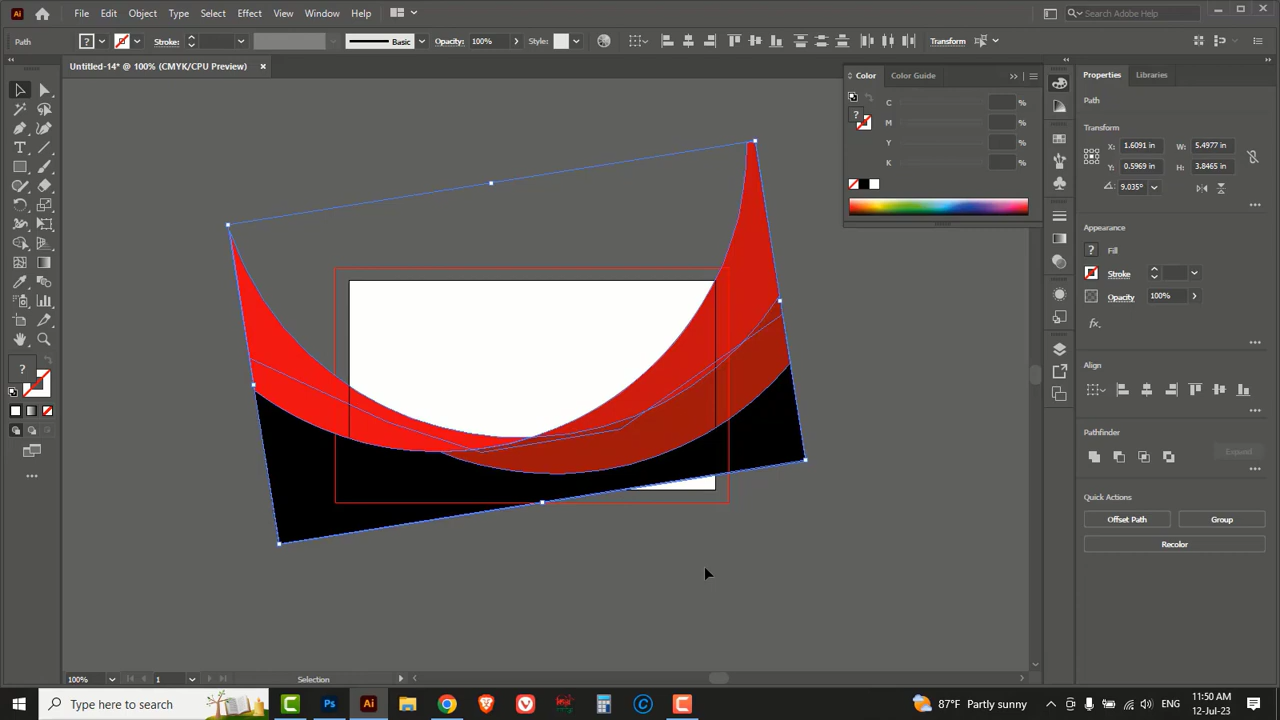 Ai File Edit Object Type Select Effect View Window Help Search Adobe Help
Path ? Stroke: Basic Opacity: 100% Style: Transform
Untitled-14* @ 100% (CMYK/CPU Preview) ×
Color Color Guide
C %
M %
Y %
K %
?
Properties Libraries
Path
Transform
X: 1.6091 in W: 5.4977 in
Y: 0.5969 in H: 3.8465 in
9.035°
Appearance
? Fill
Stroke
Opacity 100%
fx
Align
Pathfinder
Expand
Quick Actions
Offset Path Group
Recolor
?
100% 1 Selection
Type here to search Ps Ai 87°F Partly sunny ENG 11:50 AM
12-Jul-23